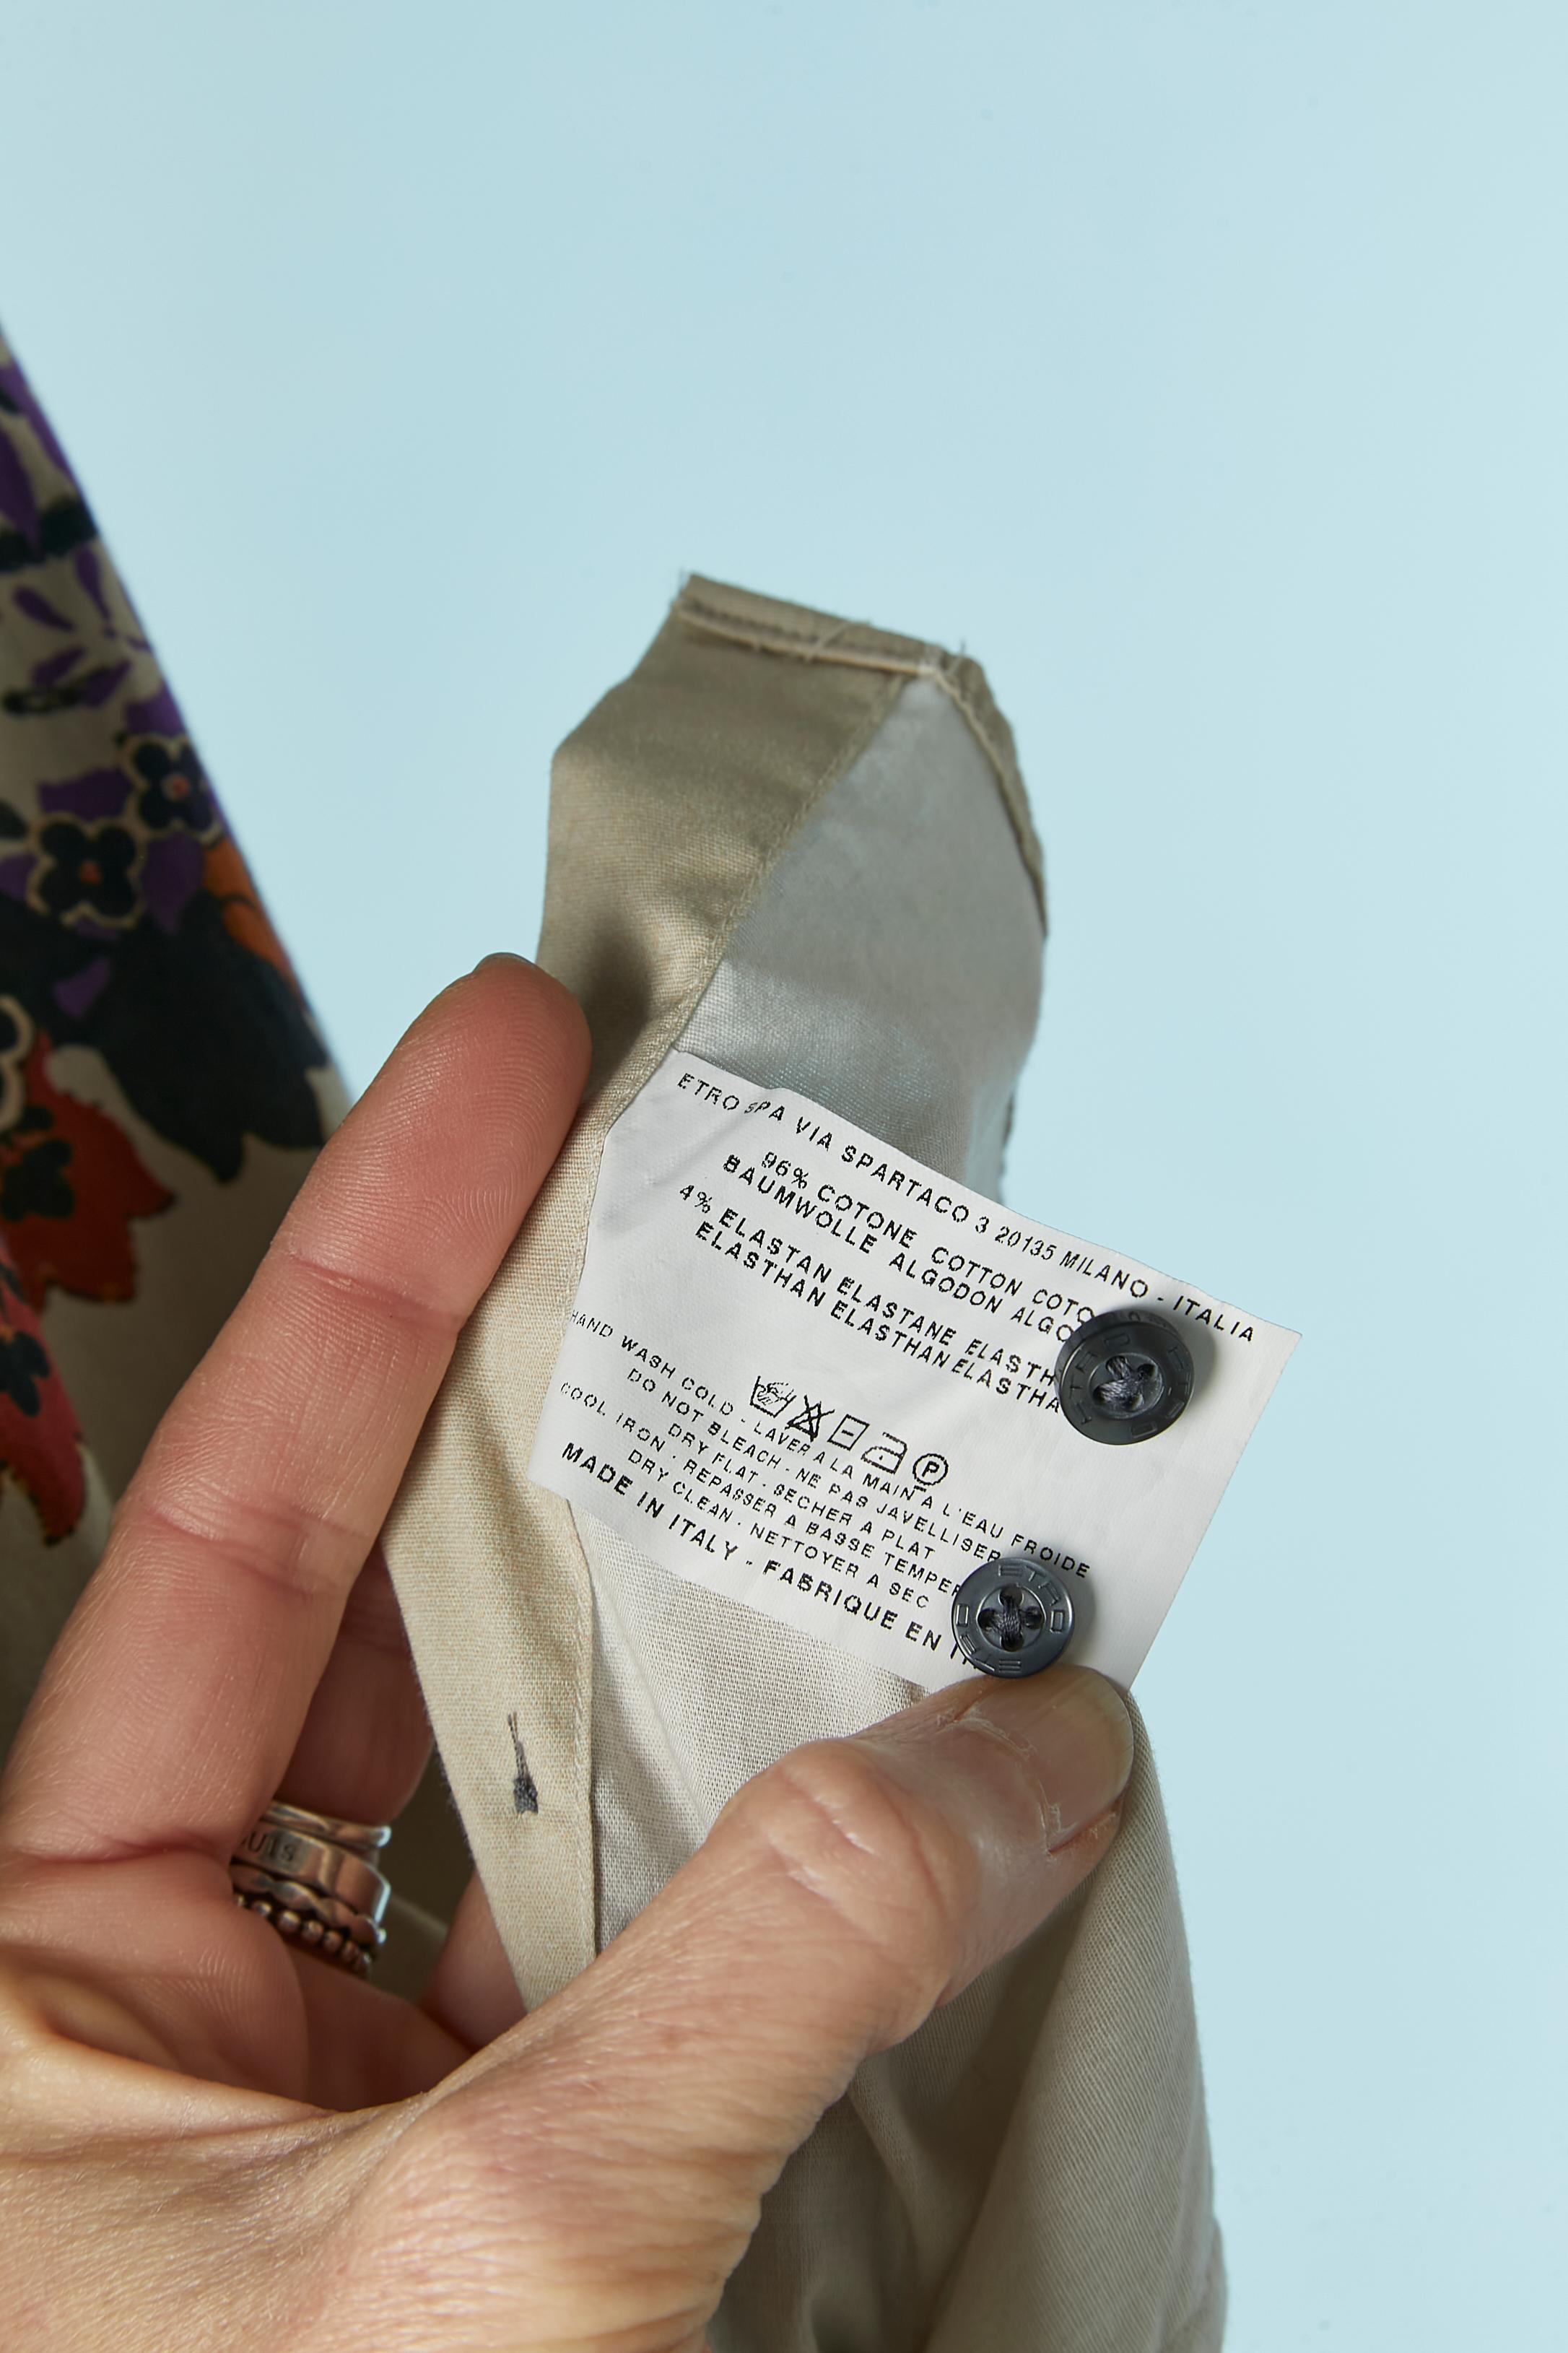 ETRO SPA VIA SPARTACO 3 20135 MILANO - ITALIA
96% COTONE COTTON COTO
BAUMWOLLE ALGODON ALGO
4% ELASTAN ELASTANE ELASTH
ELASTHAN ELASTHAN ELASTHA
P
HAND WASH COLD - LAVER A LA MAIN A L'EAU FROIDE
DO NOT BLEACH - NE PAS JAVELLISER
DRY FLAT - SECHER A PLAT
COOL IRON - REPASSER A BASSE TEMPER
DRY CLEAN - NETTOYER A SEC
MADE IN ITALY - FABRIQUE EN IT
ETRO
ETRO